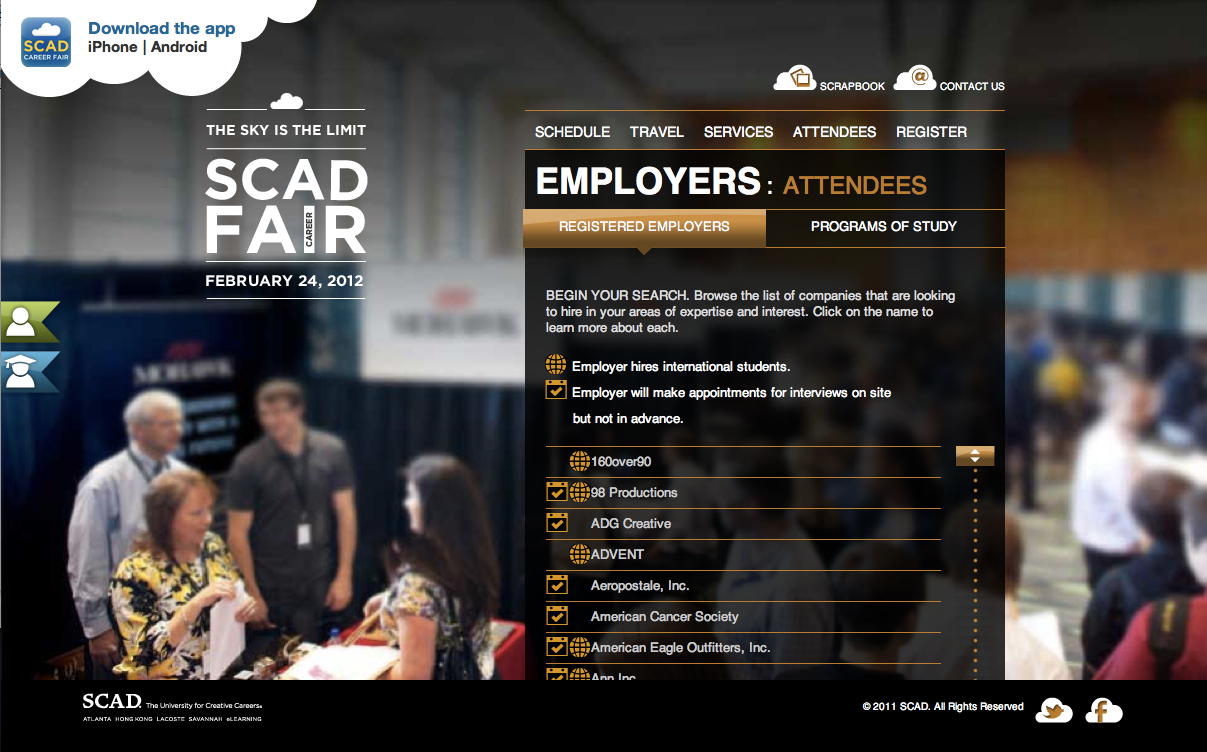 Download the app
iPhone | Android
SCAD
CAREER FAIR
SCRAPBOOK
CONTACT US
THE SKY IS THE LIMIT
SCAD
FAIR
CAREER
FEBRUARY 24, 2012
SCHEDULE TRAVEL SERVICES ATTENDEES REGISTER
EMPLOYERS : ATTENDEES
REGISTERED EMPLOYERS PROGRAMS OF STUDY
BEGIN YOUR SEARCH. Browse the list of companies that are looking
to hire in your areas of expertise and interest. Click on the name to
learn more about each.
Employer hires international students.
Employer will make appointments for interviews on site
but not in advance.
160over90
98 Productions
ADG Creative
ADVENT
Aeropostale, Inc.
American Cancer Society
American Eagle Outfitters, Inc.
Ann Inc
MOHAWK
MOHAWK
SCAD. The University for Creative Careers®
ATLANTA HONG KONG LACOSTE SAVANNAH eLEARNING
© 2011 SCAD. All Rights Reserved